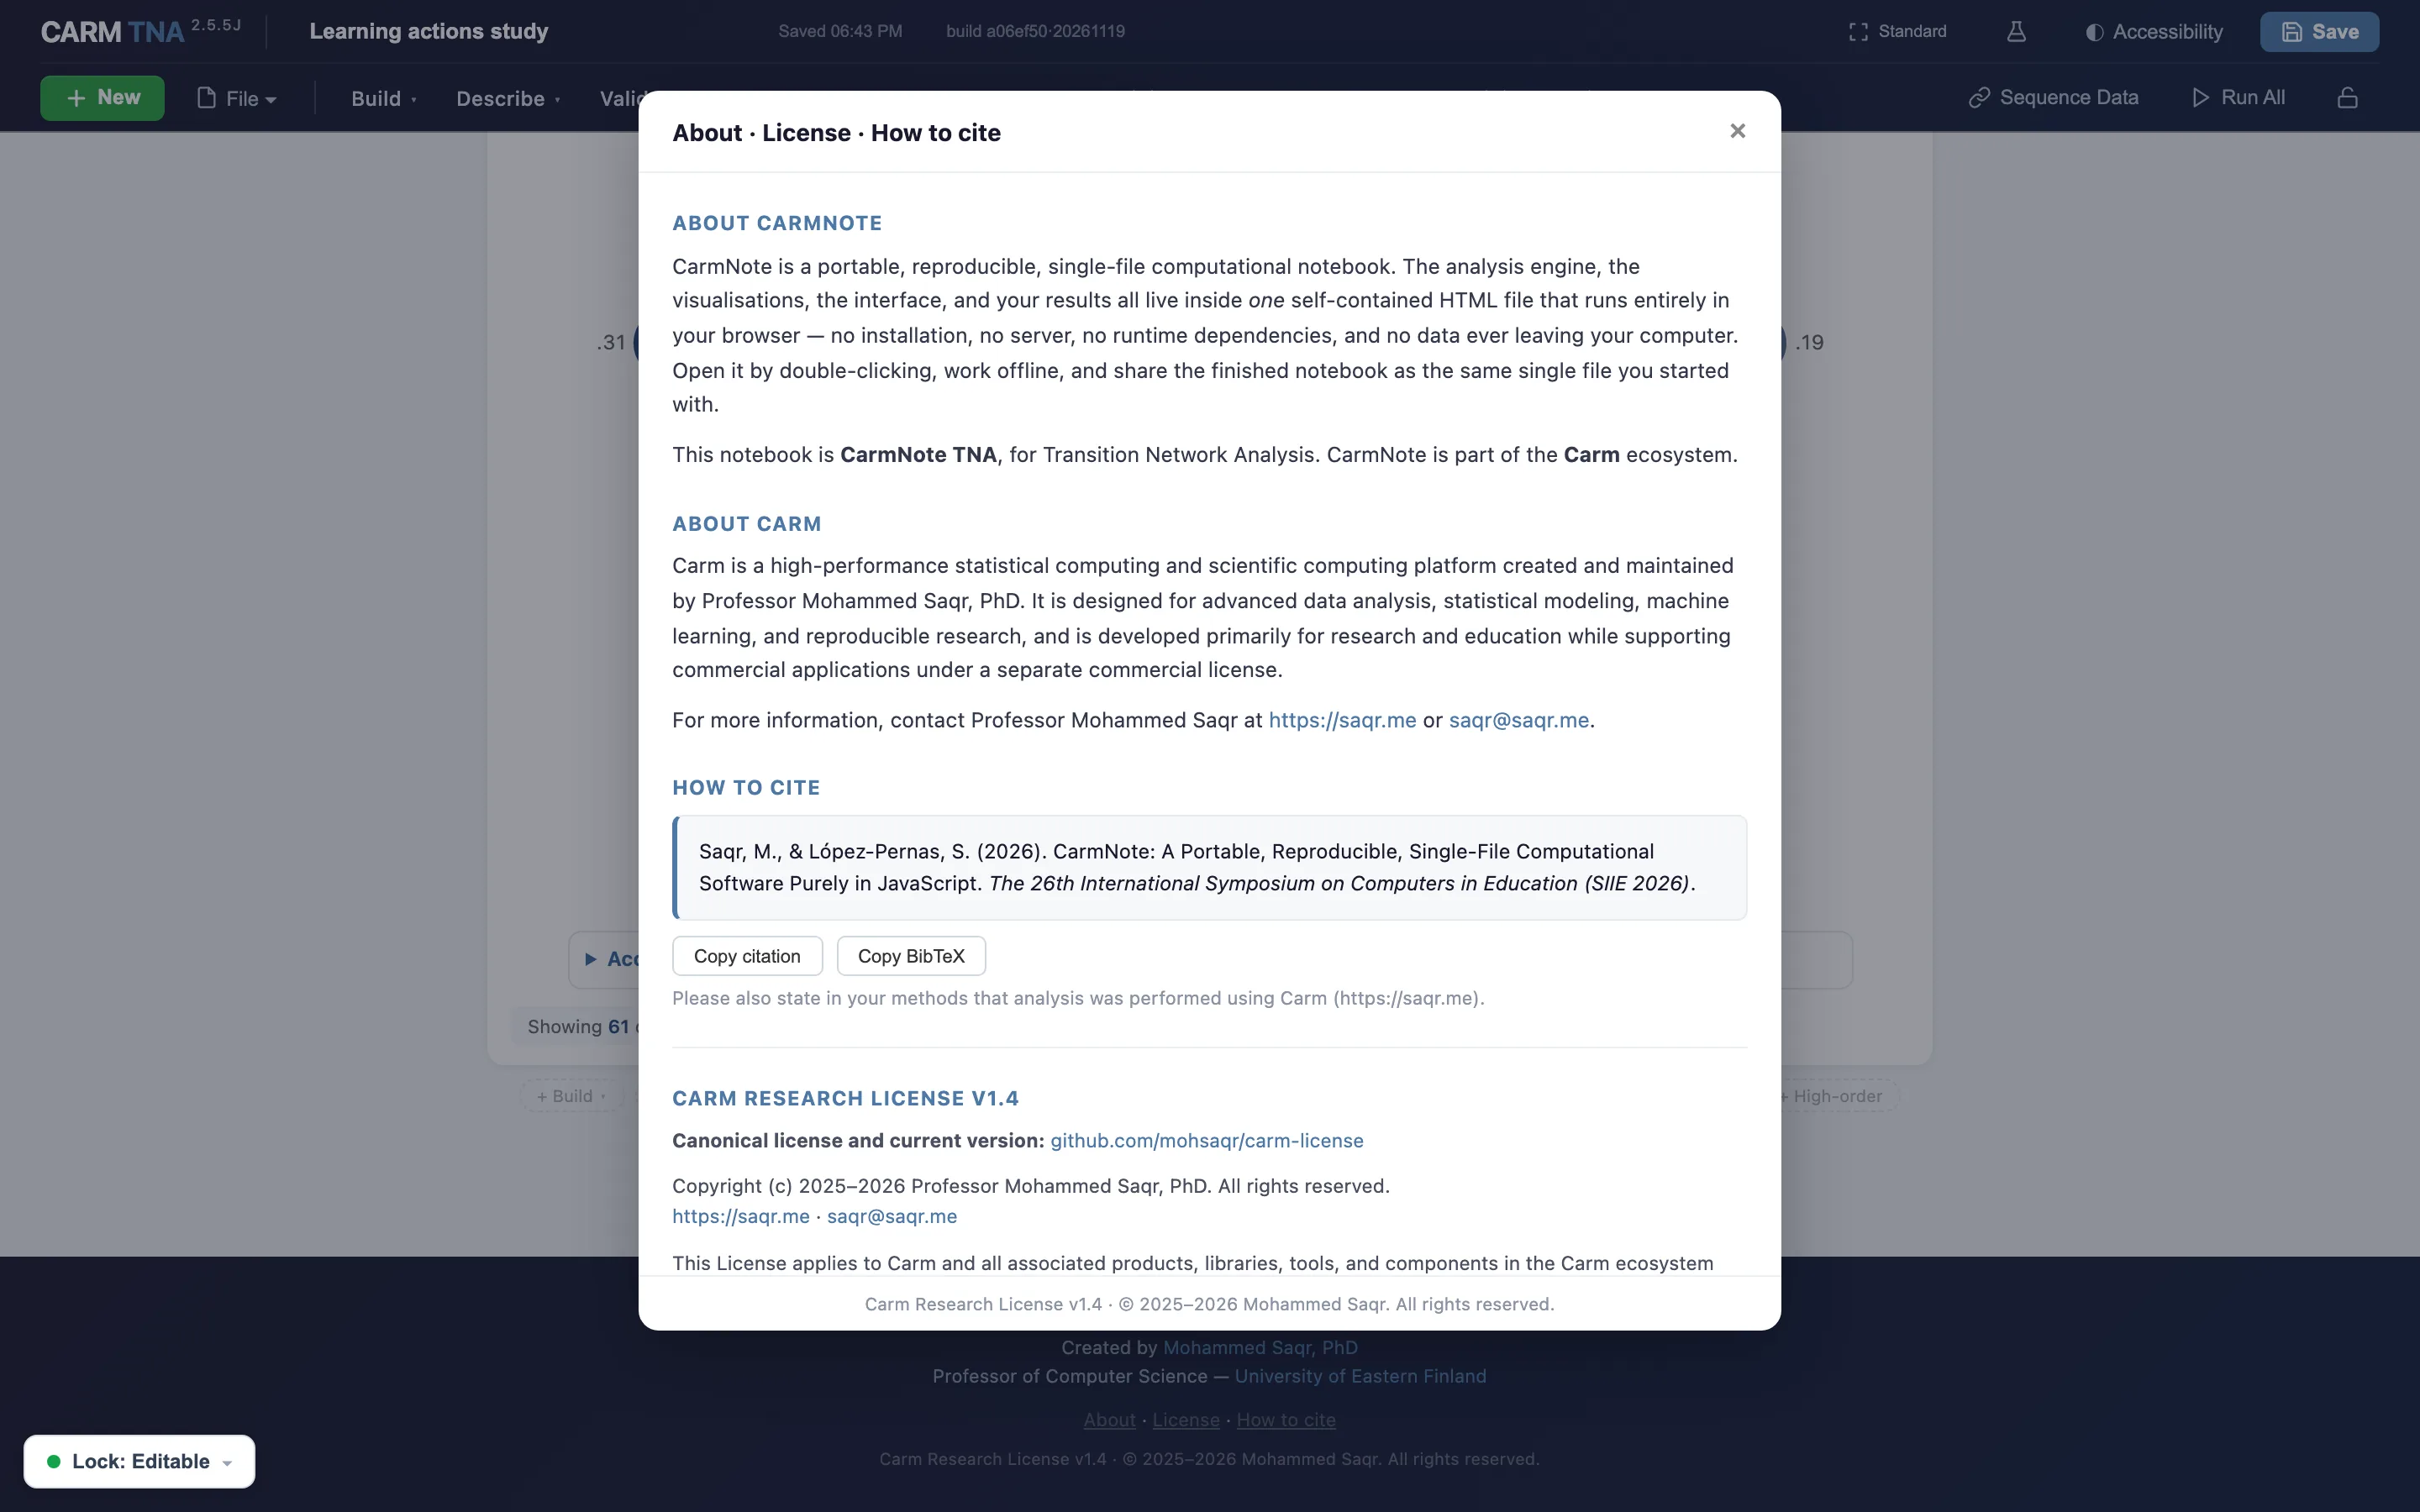 CARM TNA 2.5.5J
Learning actions study
Saved 06:43 PM
build a06ef50·20261119
Standard
Accessibility
Save
+ New
File
Build
Describe
Sequence Data
Run All
About · License · How to cite
×
ABOUT CARMNOTE
CarmNote is a portable, reproducible, single-file computational notebook. The analysis engine, the
visualisations, the interface, and your results all live inside one self-contained HTML file that runs entirely in
your browser — no installation, no server, no runtime dependencies, and no data ever leaving your computer.
Open it by double-clicking, work offline, and share the finished notebook as the same single file you started
with.
This notebook is CarmNote TNA, for Transition Network Analysis. CarmNote is part of the Carm ecosystem.
.31
.19
ABOUT CARM
Carm is a high-performance statistical computing and scientific computing platform created and maintained
by Professor Mohammed Saqr, PhD. It is designed for advanced data analysis, statistical modeling, machine
learning, and reproducible research, and is developed primarily for research and education while supporting
commercial applications under a separate commercial license.
For more information, contact Professor Mohammed Saqr at https://saqr.me or saqr@saqr.me.
HOW TO CITE
Saqr, M., & López-Pernas, S. (2026). CarmNote: A Portable, Reproducible, Single-File Computational
Software Purely in JavaScript. The 26th International Symposium on Computers in Education (SIIE 2026).
Copy citation
Copy BibTeX
Please also state in your methods that analysis was performed using Carm (https://saqr.me).
Showing 61
CARM RESEARCH LICENSE V1.4
+ Build
+ High-order
Canonical license and current version: github.com/mohsaqr/carm-license
Copyright (c) 2025–2026 Professor Mohammed Saqr, PhD. All rights reserved.
https://saqr.me · saqr@saqr.me
This License applies to Carm and all associated products, libraries, tools, and components in the Carm ecosystem
Carm Research License v1.4 · © 2025–2026 Mohammed Saqr. All rights reserved.
Created by Mohammed Saqr, PhD
Professor of Computer Science — University of Eastern Finland
About · License · How to cite
Carm Research License v1.4 · © 2025–2026 Mohammed Saqr. All rights reserved.
Lock: Editable